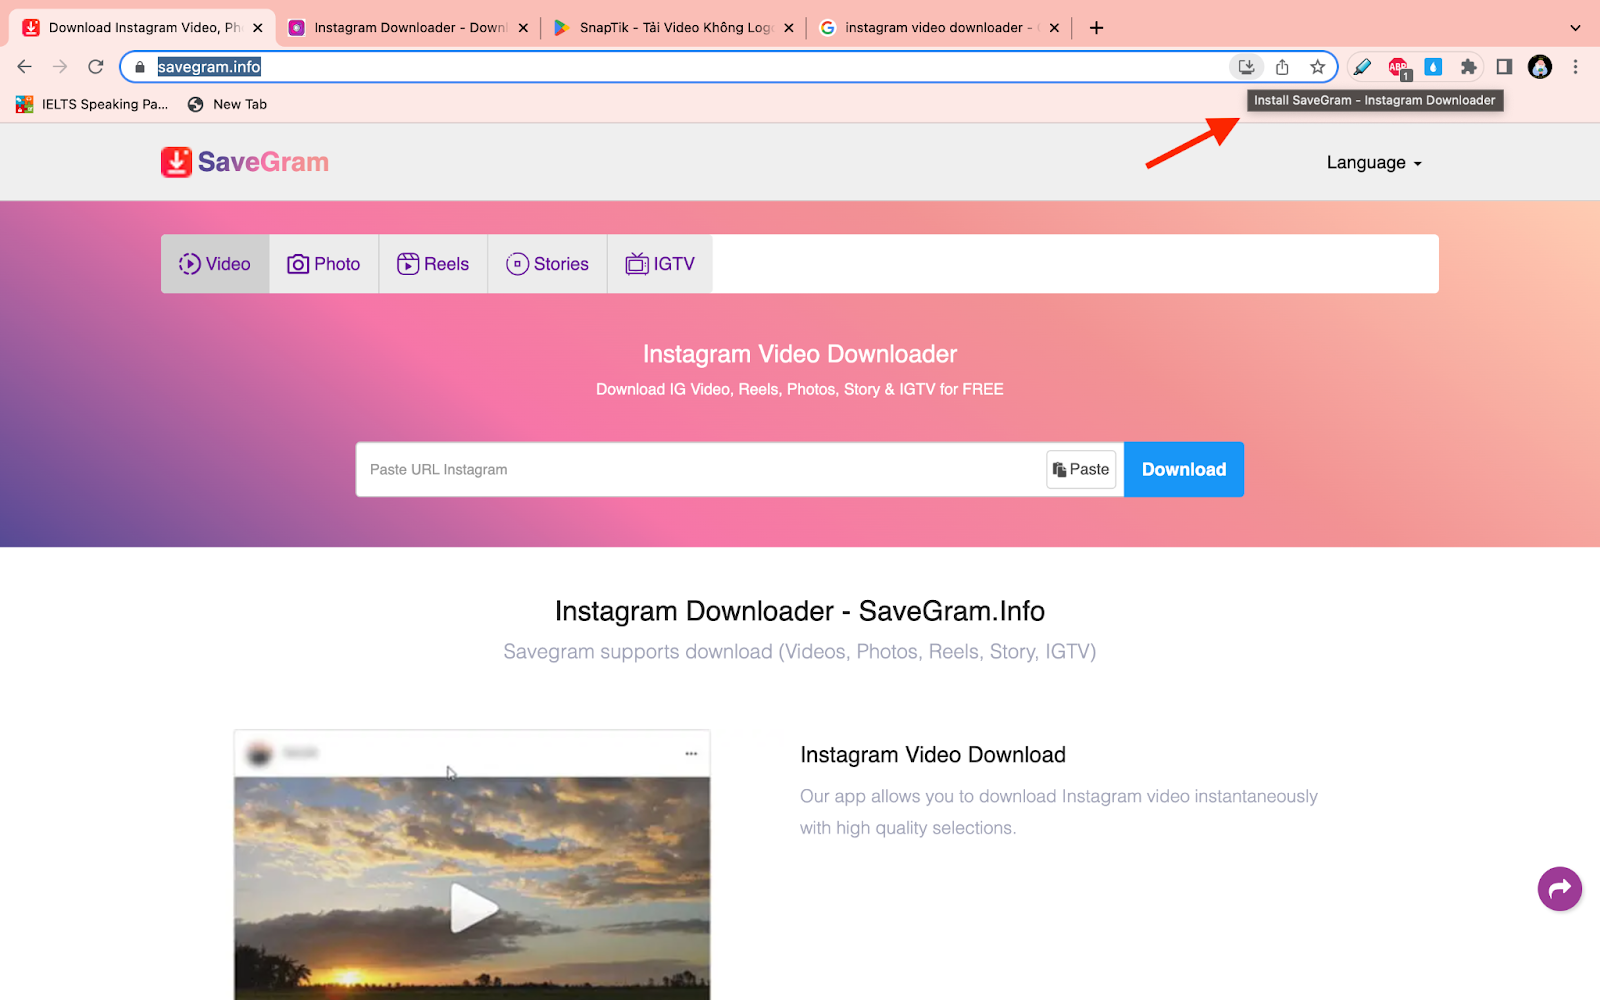 Download Instagram Video, Ph
Instagram Downloader - Downl
SnapTik - Tải Video Không Logo
instagram video downloader -
savegram.info
ABP
1
IELTS Speaking Pa...
New Tab
Install SaveGram - Instagram Downloader
SaveGram
Language
Video
Photo
Reels
Stories
IGTV
Instagram Video Downloader
Download IG Video, Reels, Photos, Story & IGTV for FREE
Paste URL Instagram
Paste
Download
Instagram Downloader - SaveGram.Info
Savegram supports download (Videos, Photos, Reels, Story, IGTV)
Instagram Video Download
Our app allows you to download Instagram video instantaneously
with high quality selections.